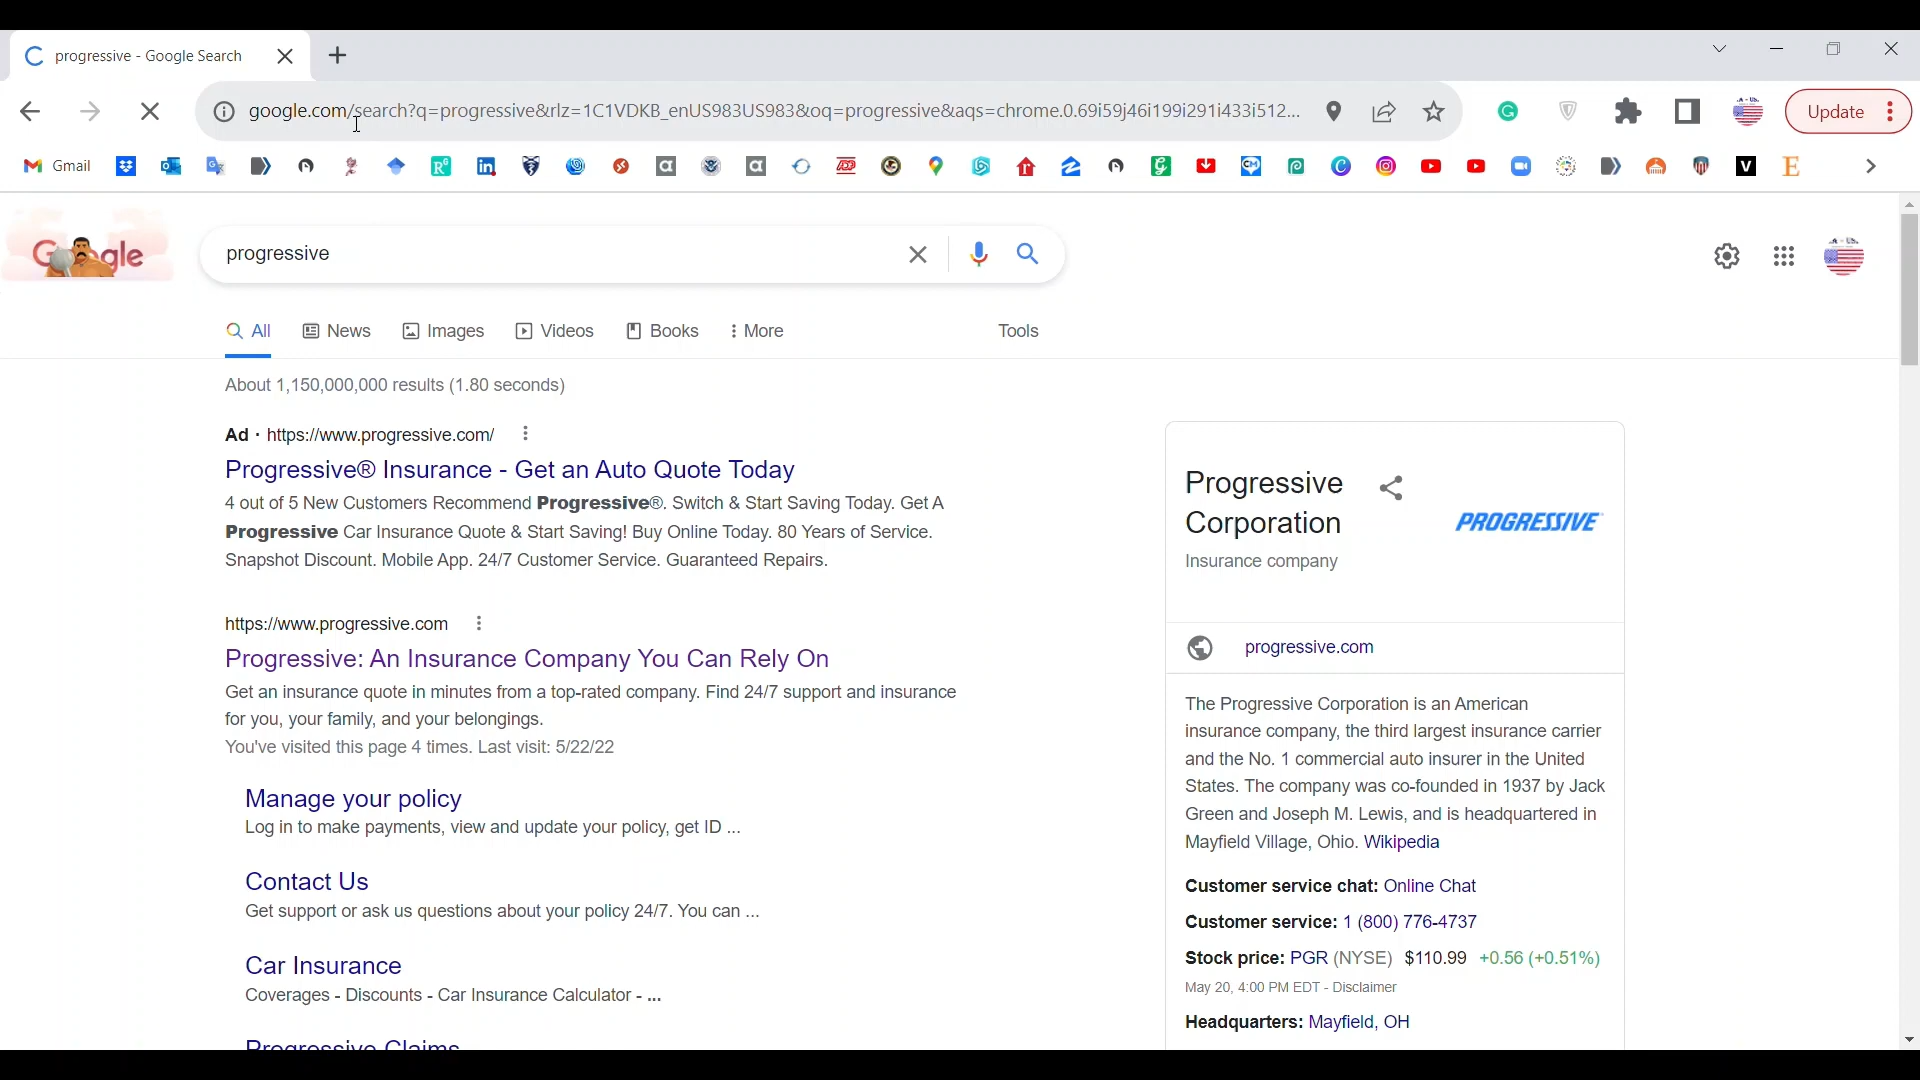 progressive - Google Search
google.com/search?q=progressive&rlz=1C1VDKB_enUS983US983&oq=progressive&aqs=chrome.0.69i59j46i199i291i433i512...
Update
Gmail
Google
progressive
All
News
Images
Videos
Books
More
Tools
About 1,150,000,000 results (1.80 seconds)
Ad · https://www.progressive.com/
Progressive® Insurance - Get an Auto Quote Today
4 out of 5 New Customers Recommend Progressive®. Switch & Start Saving Today. Get A
Progressive Car Insurance Quote & Start Saving! Buy Online Today. 80 Years of Service.
Snapshot Discount. Mobile App. 24/7 Customer Service. Guaranteed Repairs.
https://www.progressive.com
Progressive: An Insurance Company You Can Rely On
Get an insurance quote in minutes from a top-rated company. Find 24/7 support and insurance
for you, your family, and your belongings.
You've visited this page 4 times. Last visit: 5/22/22
Manage your policy
Log in to make payments, view and update your policy, get ID ...
Contact Us
Get support or ask us questions about your policy 24/7. You can ...
Car Insurance
Coverages - Discounts - Car Insurance Calculator - ...
Progressive Claims
Progressive
Corporation
PROGRESSIVE
Insurance company
progressive.com
The Progressive Corporation is an American
insurance company, the third largest insurance carrier
and the No. 1 commercial auto insurer in the United
States. The company was co-founded in 1937 by Jack
Green and Joseph M. Lewis, and is headquartered in
Mayfield Village, Ohio. Wikipedia
Customer service chat: Online Chat
Customer service: 1 (800) 776-4737
Stock price: PGR (NYSE) $110.99 +0.56 (+0.51%)
May 20, 4:00 PM EDT - Disclaimer
Headquarters: Mayfield, OH